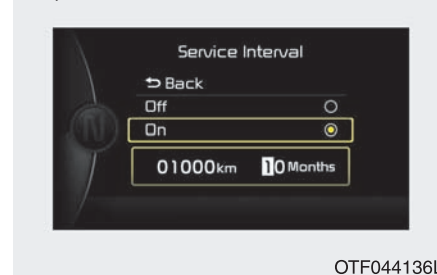 Service Interval
Back
Off
On
01000km 10 Months
OTF044136L